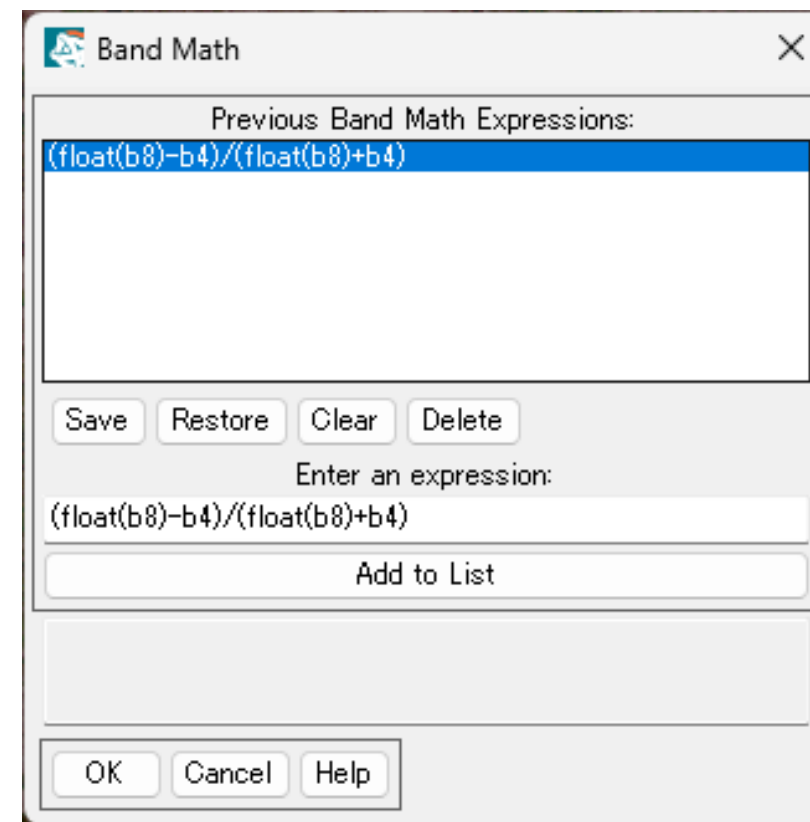 Band Math
Previous Band Math Expressions:
(float(b8)-b4)/(float(b8)+b4)
Save Restore Clear Delete
Enter an expression:
(float(b8)-b4)/(float(b8)+b4)
Add to List
OK Cancel Help